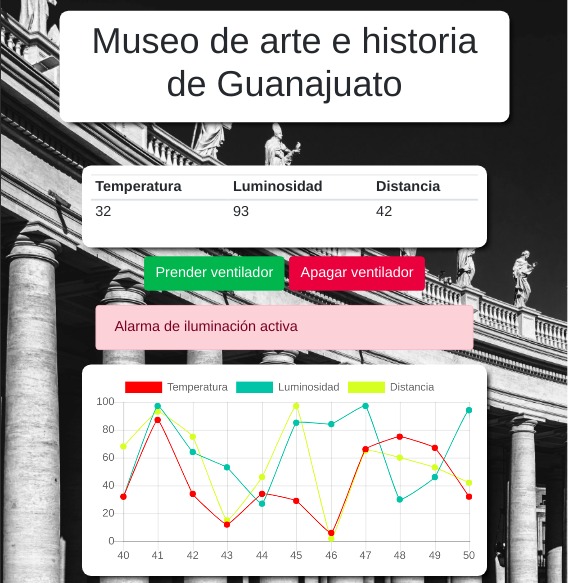 Museo de arte e historia
de Guanajuato
Temperatura Luminosidad Distancia
32 93 42
Prender ventilador Apagar ventilador
Alarma de iluminación activa
Temperatura Luminosidad Distancia
100
80
60
40
20
0
40 41 42 43 44 45 46 47 48 49 50